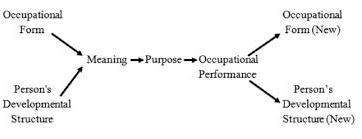 Occupational
Form
Person's
Developmental
Structure
Meaning
Purpose
Occupational
Performance
Occupational
Form (New)
Person's
Developmental
Structure (New)